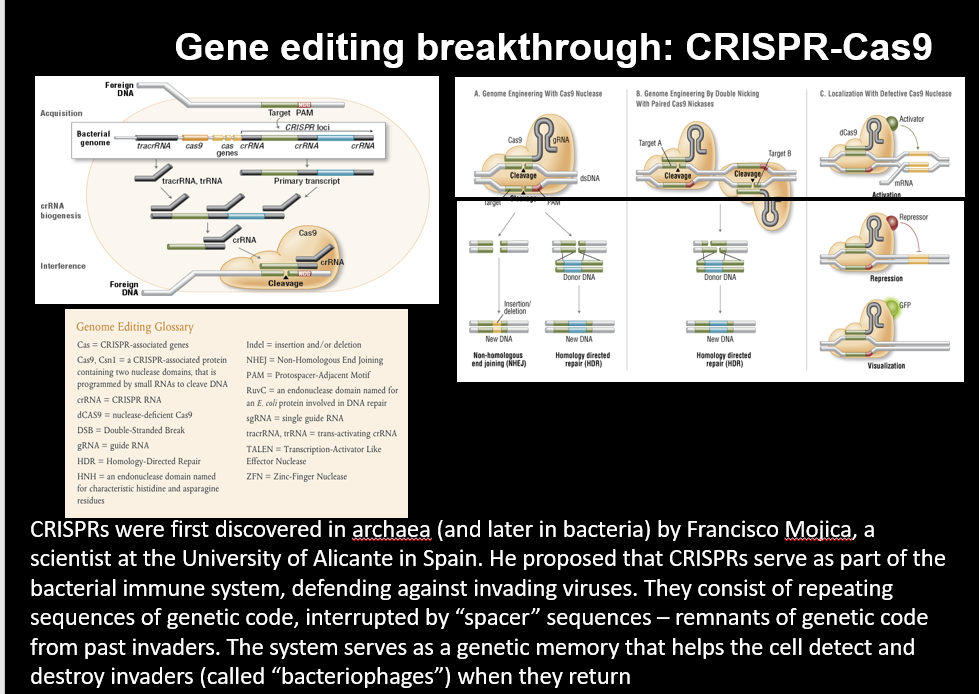 Gene editing breakthrough: CRISPR-Cas9
Foreign
DNA
Acquisition
Target PAM
CRISPR loci
Bacterial
genome
tracrRNA
cas9
cas
genes
crRNA
crRNA
crRNA
tracrRNA, trRNA
Primary transcript
crRNA
biogenesis
crRNA
Cas9
crRNA
Interference
Cleavage
Foreign
DNA
A. Genome Engineering With Cas9 Nuclease
Cas9
gRNA
Cleavage
dsDNA
Target
Cleavage
PAM
Donor DNA
Insertion/
deletion
New DNA
New DNA
Non-homologous
end joining (NHEJ)
Homology directed
repair (HDR)
B. Genome Engineering By Double Nicking
With Paired Cas9 Nickases
Target A
Target B
Cleavage
Cleavage
Donor DNA
New DNA
Homology directed
repair (HDR)
C. Localization With Defective Cas9 Nuclease
dCas9
Activator
mRNA
Activation
Repressor
Repression
GFP
Visualization
Genome Editing Glossary
Cas = CRISPR-associated genes
Cas9, Csn1 = a CRISPR-associated protein
containing two nuclease domains, that is
programmed by small RNAs to cleave DNA
crRNA = CRISPR RNA
dCAS9 = nuclease-deficient Cas9
DSB = Double-Stranded Break
gRNA = guide RNA
HDR = Homology-Directed Repair
HNH = an endonuclease domain named
for characteristic histidine and asparagine
residues
Indel = insertion and/or deletion
NHEJ = Non-Homologous End Joining
PAM = Protospacer-Adjacent Motif
RuvC = an endonuclease domain named for
an E. coli protein involved in DNA repair
sgRNA = single guide RNA
tracrRNA, trRNA = trans-activating crRNA
TALEN = Transcription-Activator Like
Effector Nuclease
ZFN = Zinc-Finger Nuclease
CRISPRs were first discovered in archaea (and later in bacteria) by Francisco Mojica, a
scientist at the University of Alicante in Spain. He proposed that CRISPRs serve as part of the
bacterial immune system, defending against invading viruses. They consist of repeating
sequences of genetic code, interrupted by “spacer” sequences – remnants of genetic code
from past invaders. The system serves as a genetic memory that helps the cell detect and
destroy invaders (called “bacteriophages”) when they return